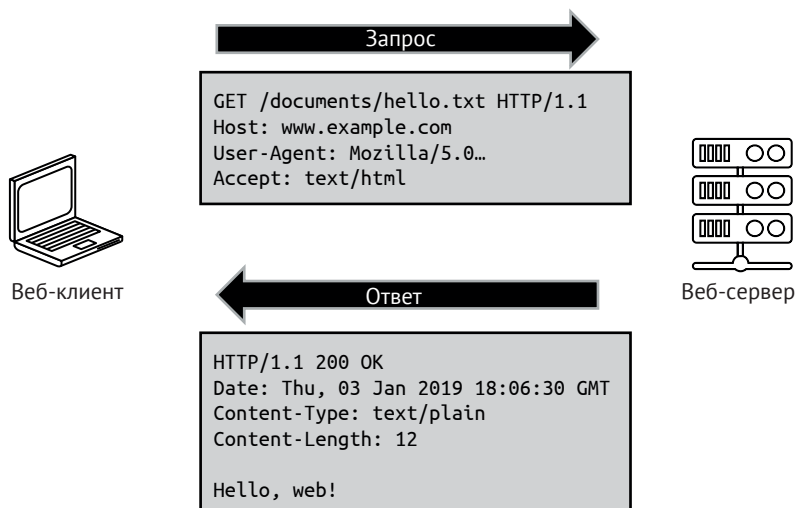 Запрос
GET /documents/hello.txt HTTP/1.1
Host: www.example.com
User-Agent: Mozilla/5.0…
Accept: text/html
Веб-клиент
Веб-сервер
Ответ
HTTP/1.1 200 OK
Date: Thu, 03 Jan 2019 18:06:30 GMT
Content-Type: text/plain
Content-Length: 12

Hello, web!